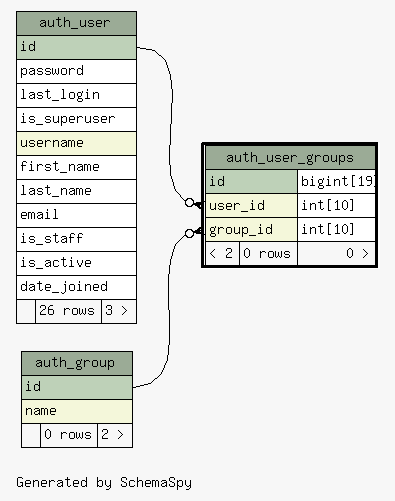 auth_user
id
password
last_login
is_superuser
username
first_name
last_name
email
is_staff
is_active
date_joined
26 rows 3 >
auth_user_groups
id bigint[19]
user_id int[10]
group_id int[10]
< 2 0 rows 0 >
auth_group
id
name
0 rows 2 >
Generated by SchemaSpy